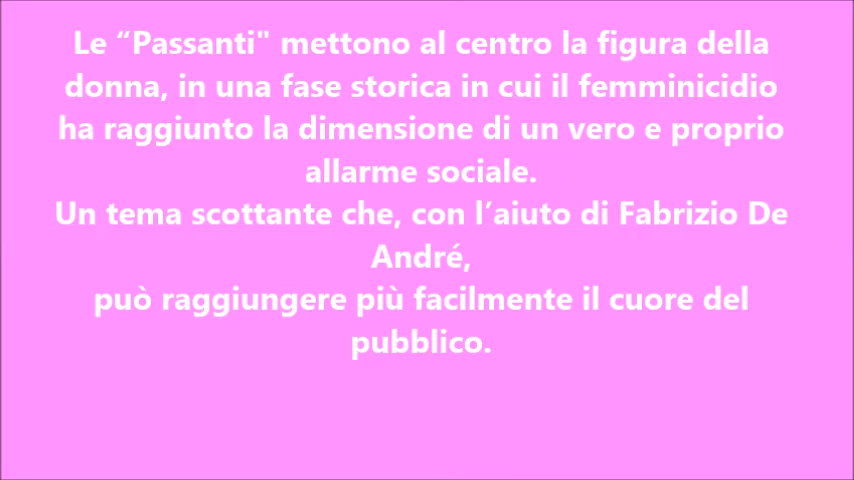 Le “Passanti" mettono al centro la figura della
donna, in una fase storica in cui il femminicidio
ha raggiunto la dimensione di un vero e proprio
allarme sociale.
Un tema scottante che, con l’aiuto di Fabrizio De
André,
può raggiungere più facilmente il cuore del
pubblico.